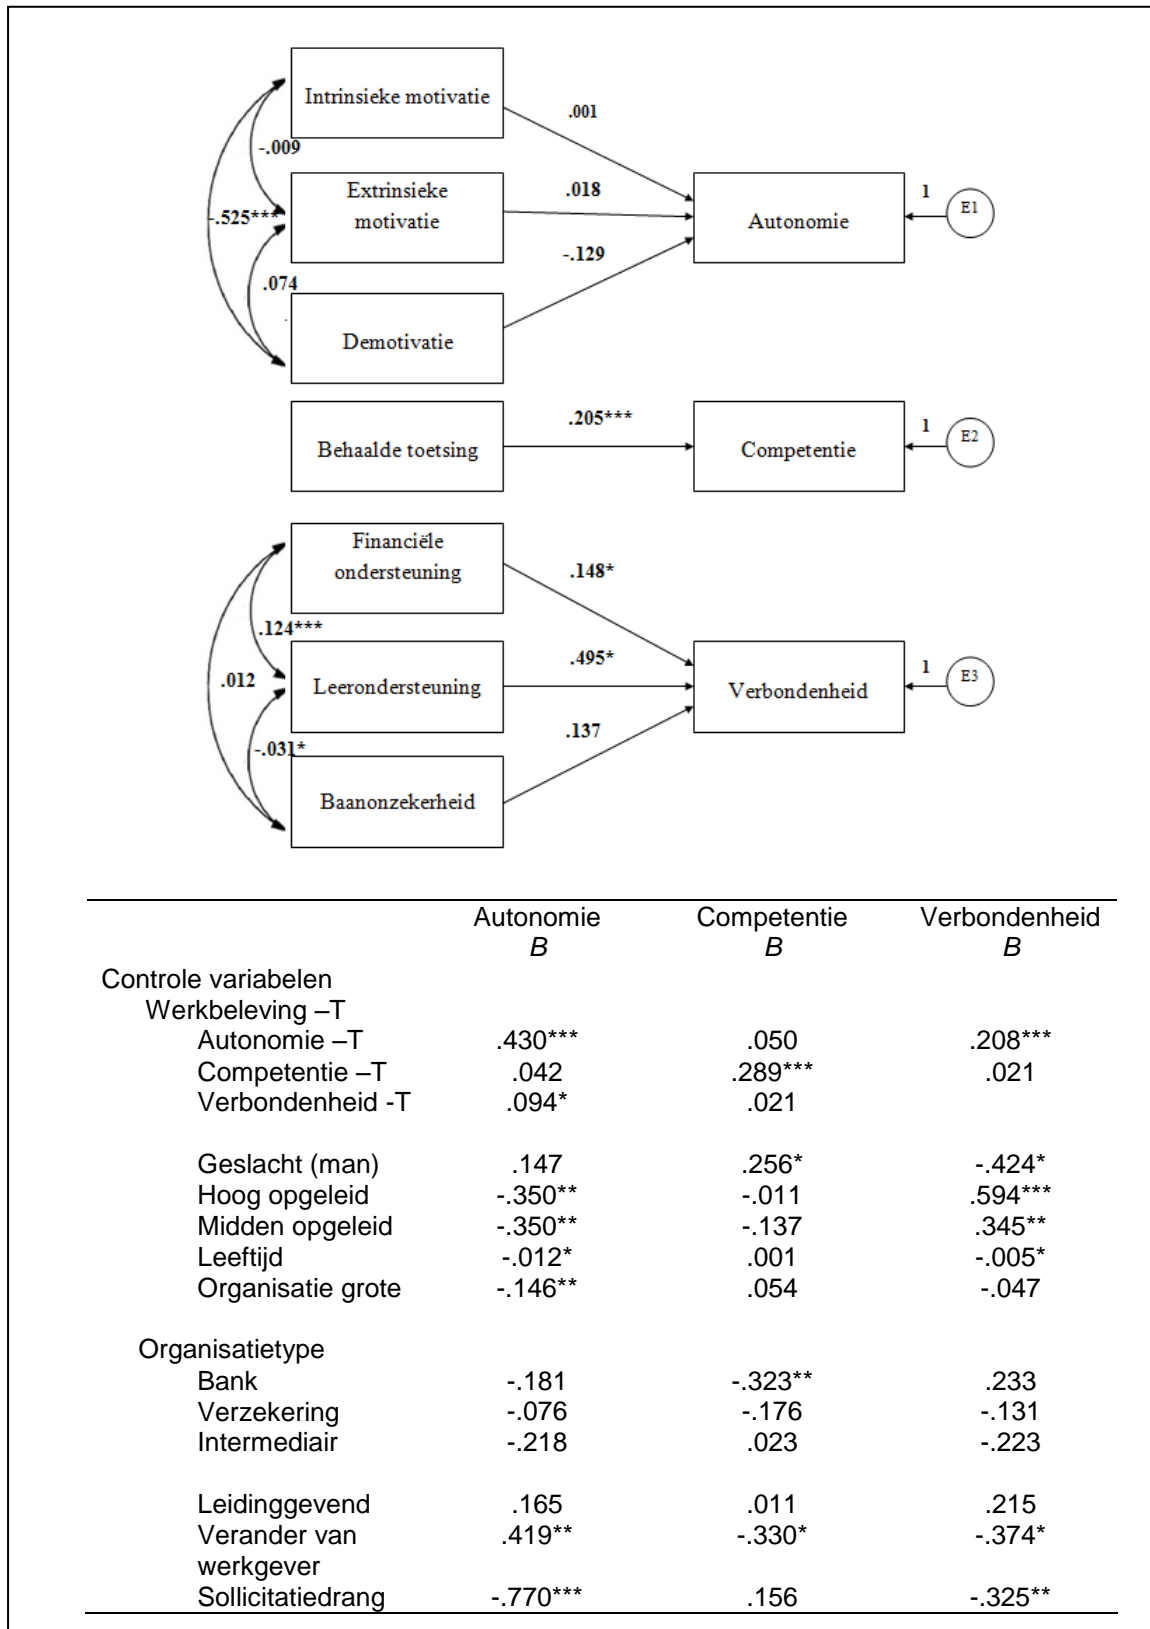 Intrinsieke motivatie
.001
-.009
Extrinsieke
motivatie
.018
Autonomie
1
E1
-.525***
-.129
.074
Demotivatie
Behaalde toetsing
.205***
Competentie
1
E2
Financiële
ondersteuning
.148*
.124***
.495*
.012
Leerondersteuning
Verbondenheid
1
E3
-.031*
.137
Baanonzekerheid
Autonomie Competentie Verbondenheid
B B B
Controle variabelen
Werkbeleving –T
Autonomie –T .430*** .050 .208***
Competentie –T .042 .289*** .021
Verbondenheid -T .094* .021
Geslacht (man) .147 .256* -.424*
Hoog opgeleid -.350** -.011 .594***
Midden opgeleid -.350** -.137 .345**
Leeftijd -.012* .001 -.005*
Organisatie grote -.146** .054 -.047
Organisatietype
Bank -.181 -.323** .233
Verzekering -.076 -.176 -.131
Intermediair -.218 .023 -.223
Leidinggevend .165 .011 .215
Verander van .419** -.330* -.374*
werkgever
Sollicitatiedrang -.770*** .156 -.325**